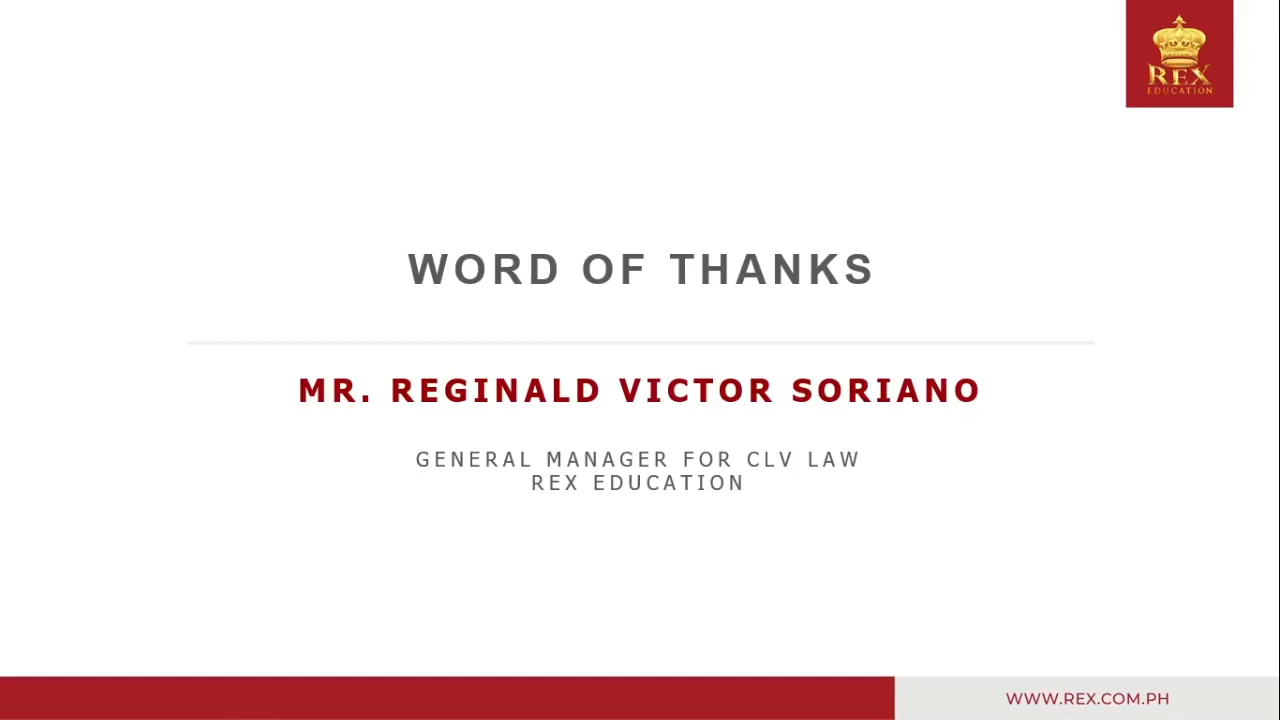 REX
EDUCATION
WORD OF THANKS
MR. REGINALD VICTOR SORIANO
GENERAL MANAGER FOR CLV LAW
REX EDUCATION
WWW.REX.COM.PH